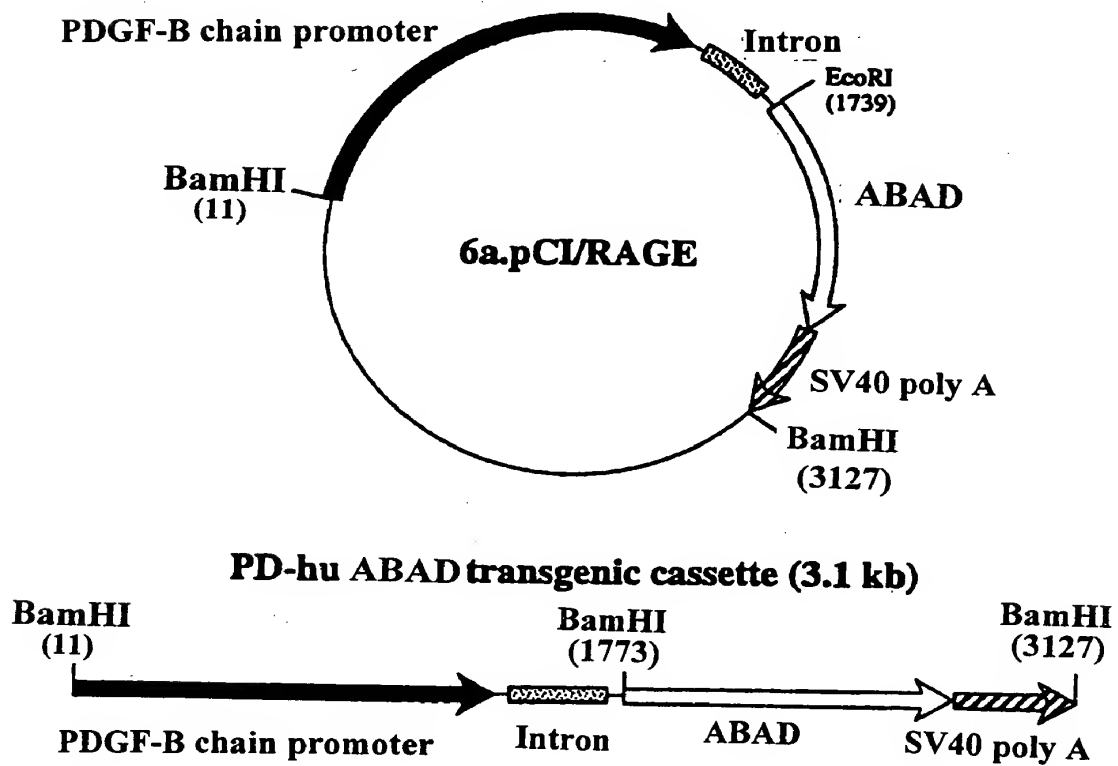 PDGF-B chain promoter
Intron
EcoRI
(1739)
BamHI
(11)
ABAD
6a.pCI/RAGE
SV40 poly A
BamHI
(3127)
PD-hu ABAD transgenic cassette (3.1 kb)
BamHI
(11)
BamHI
(1773)
BamHI
(3127)
PDGF-B chain promoter
Intron
ABAD
SV40 poly A